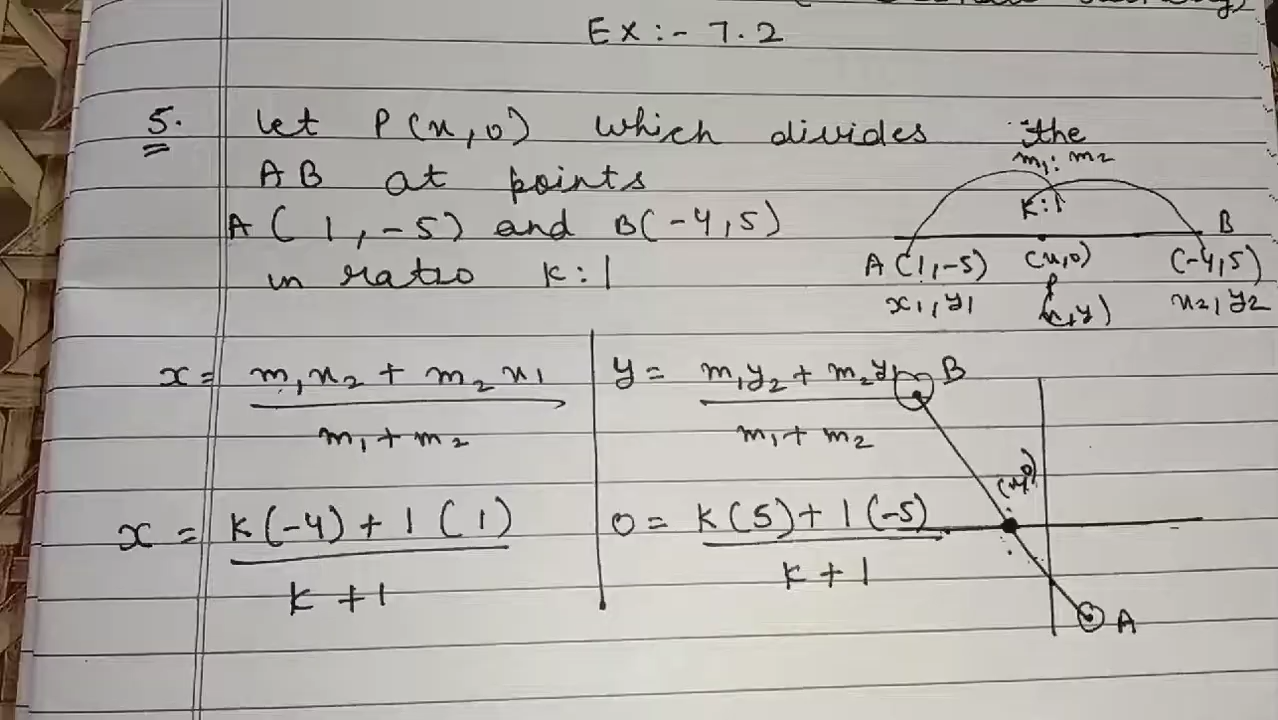 Ex:- 7.2
5. Let P(x,0) which divides the
AB at points
A(1,-5) and B(-4,5)
in ratio K:1
m₁:m₂
K:1
B
A(1,-5) (x,0) (-4,5)
x₁,y₁ P (x,y) x₂,y₂
x = m₁x₂ + m₂x₁ / m₁ + m₂
y = m₁y₂ + m₂y₁ / m₁ + m₂
B
x = K(-4) + 1(1) / K + 1
0 = K(5) + 1(-5) / K + 1
(x,0)
A